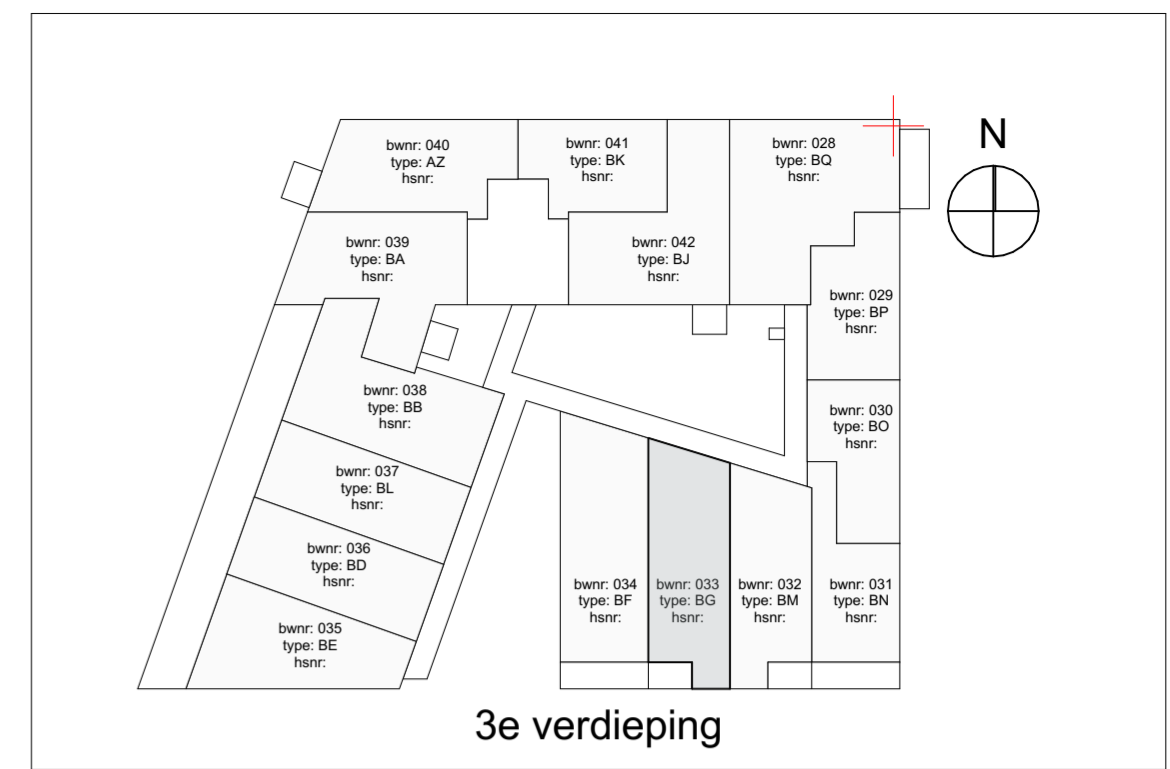 N
bwnr: 040
type: AZ
hsnr:
bwnr: 041
type: BK
hsnr:
bwnr: 028
type: BQ
hsnr:
bwnr: 039
type: BA
hsnr:
bwnr: 042
type: BJ
hsnr:
bwnr: 029
type: BP
hsnr:
bwnr: 038
type: BB
hsnr:
bwnr: 030
type: BO
hsnr:
bwnr: 037
type: BL
hsnr:
bwnr: 036
type: BD
hsnr:
bwnr: 034
type: BF
hsnr:
bwnr: 033
type: BG
hsnr:
bwnr: 032
type: BM
hsnr:
bwnr: 031
type: BN
hsnr:
bwnr: 035
type: BE
hsnr:
3e verdieping